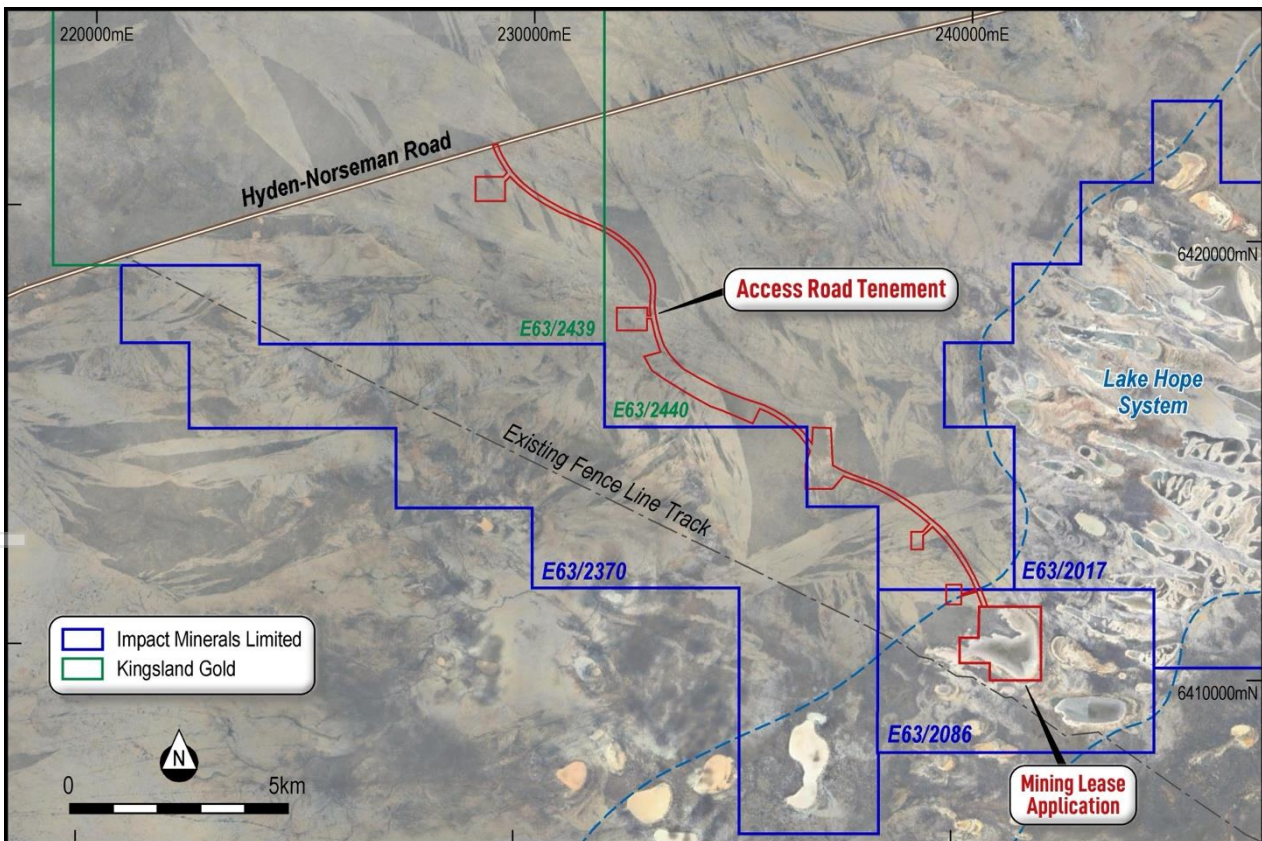 220000mE
230000mE
240000mE
Hyden-Norseman Road
6420000mN
Access Road Tenement
E63/2439
Lake Hope
System
E63/2440
Existing Fence Line Track
E63/2370
E63/2017
Impact Minerals Limited
Kingsland Gold
6410000mN
E63/2086
N
0 5km
Mining Lease
Application